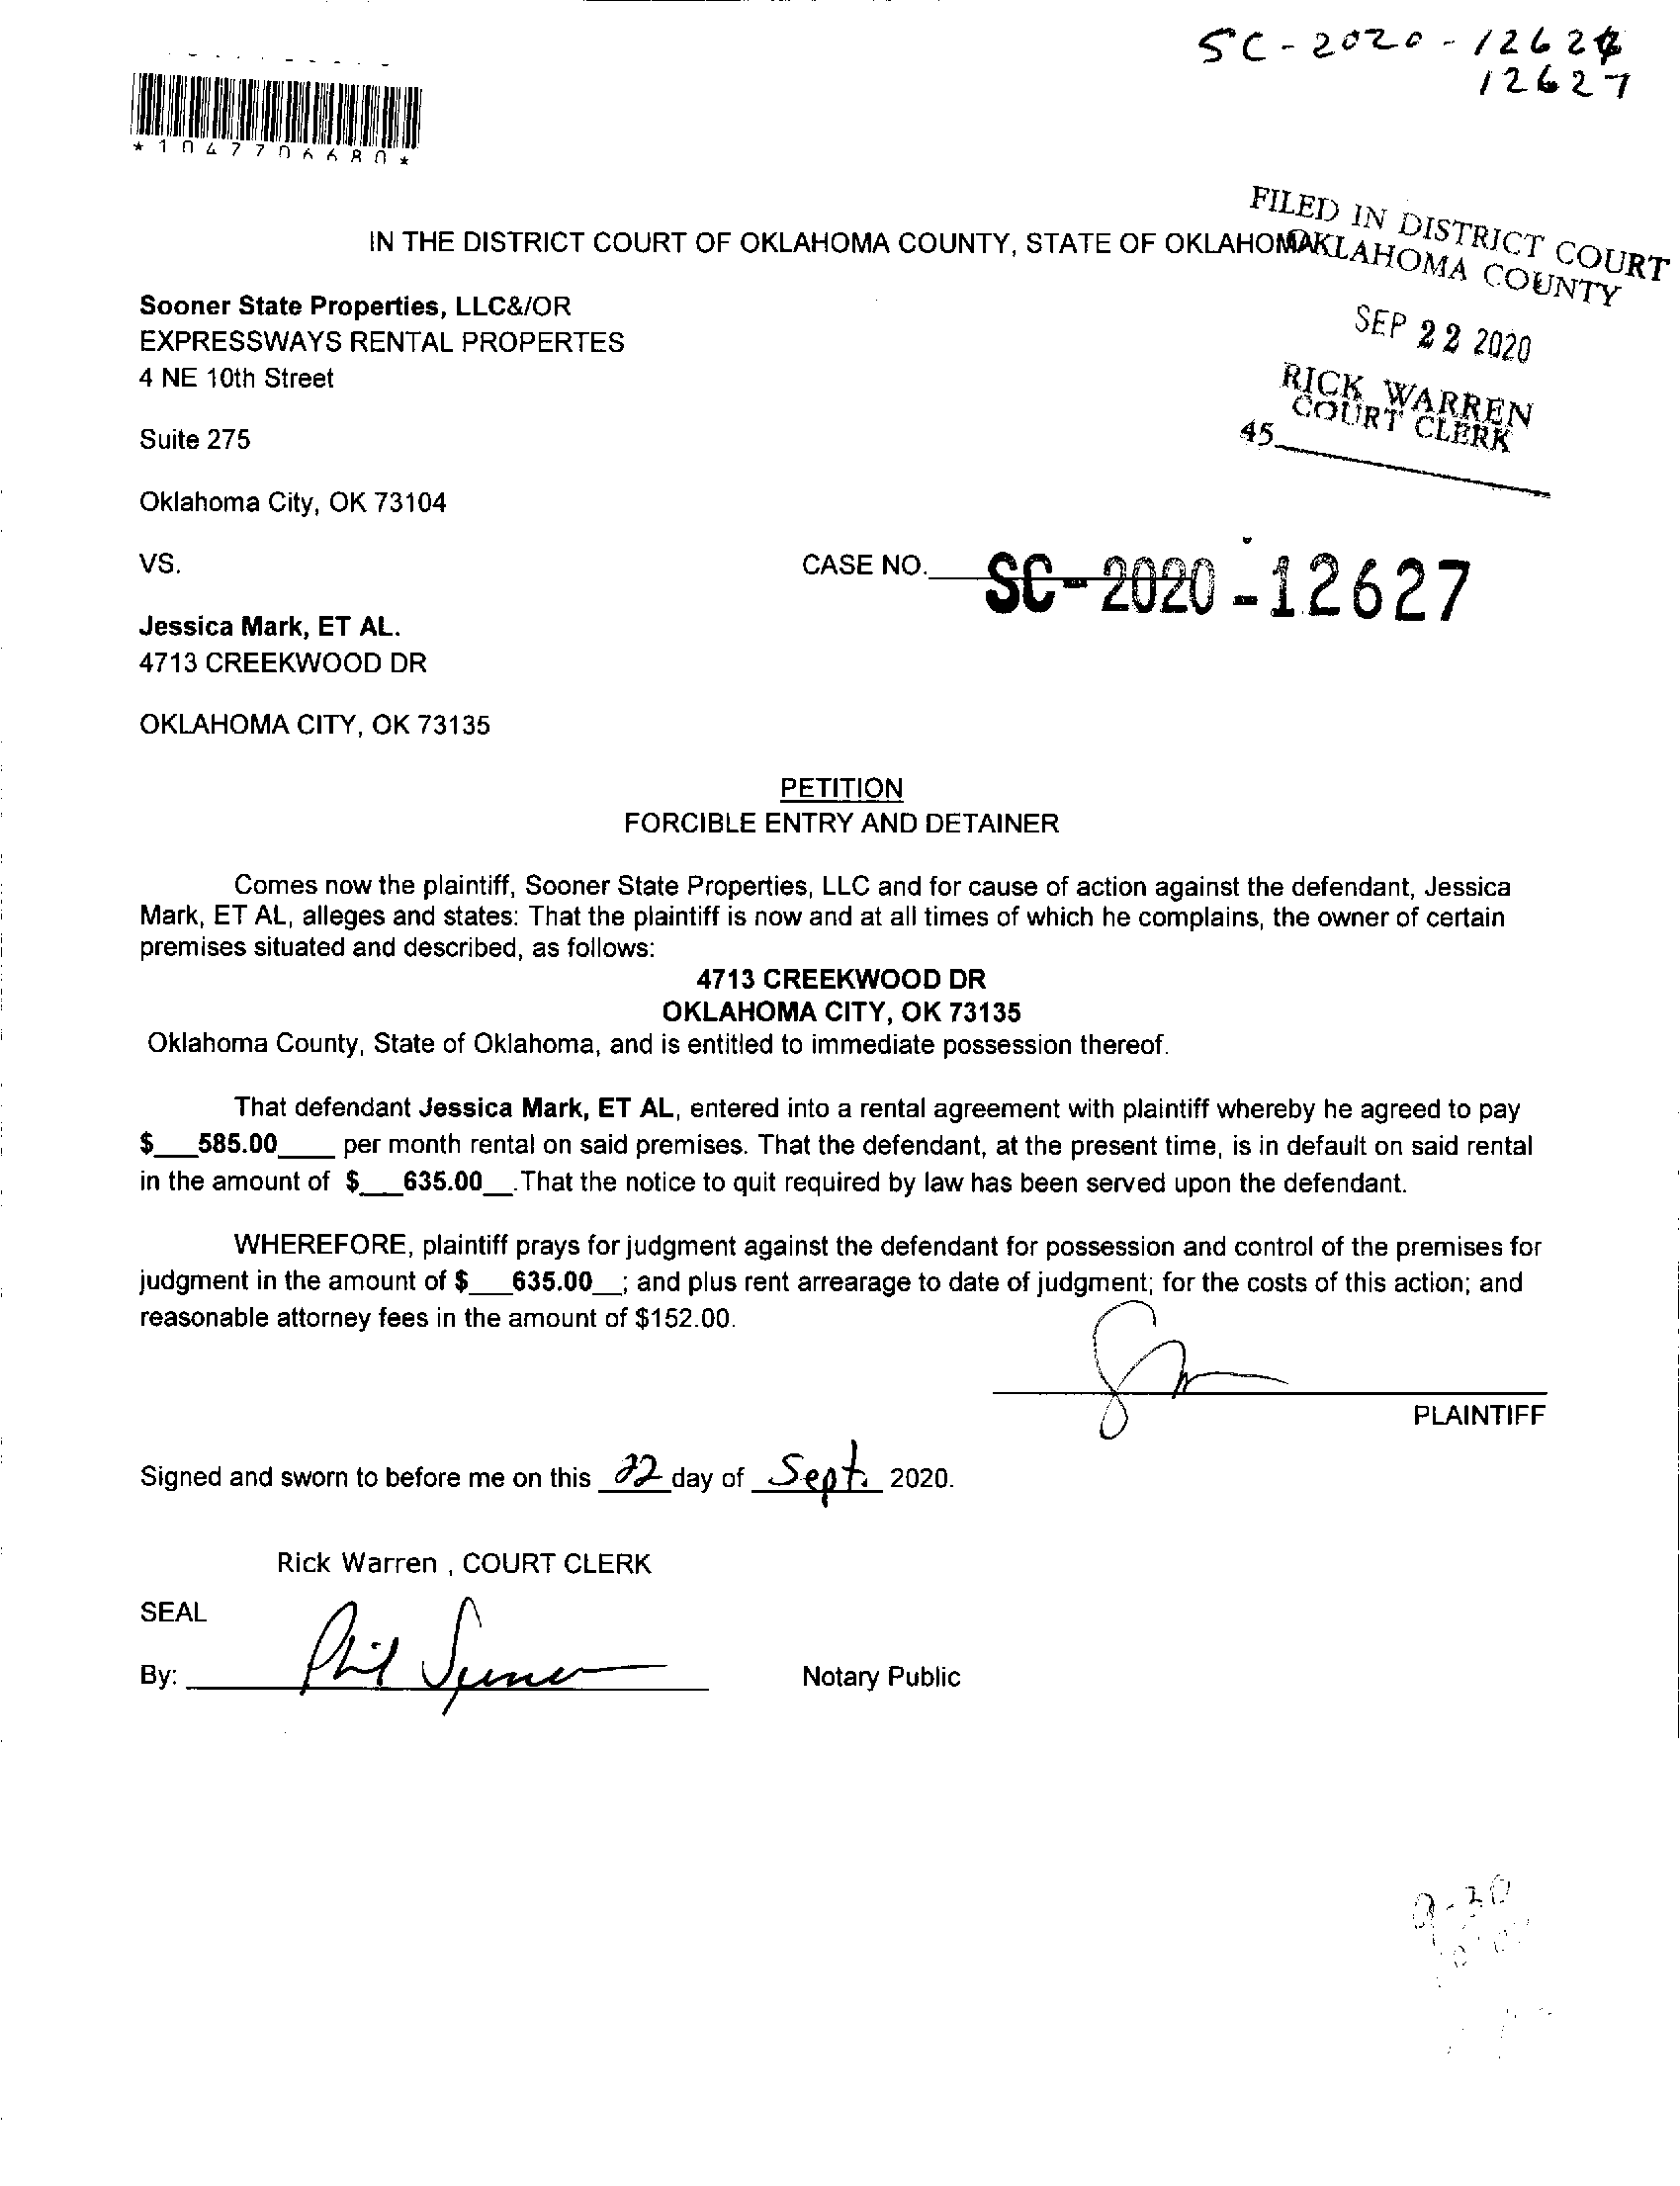 SC-2020-1262
12627
*1047706680*
FILED IN DISTRICT COURT
OKLAHOMA COUNTY
IN THE DISTRICT COURT OF OKLAHOMA COUNTY, STATE OF OKLAHOMA
SEP 22 2020
RICK WARREN
COURT CLERK
45
Sooner State Properties, LLC&/OR
EXPRESSWAYS RENTAL PROPERTES
4 NE 10th Street
Suite 275
Oklahoma City, OK 73104
VS.
CASE NO. SC-2020-12627
Jessica Mark, ET AL.
4713 CREEKWOOD DR
OKLAHOMA CITY, OK 73135
PETITION
FORCIBLE ENTRY AND DETAINER
Comes now the plaintiff, Sooner State Properties, LLC and for cause of action against the defendant, Jessica
Mark, ET AL, alleges and states: That the plaintiff is now and at all times of which he complains, the owner of certain
premises situated and described, as follows:
4713 CREEKWOOD DR
OKLAHOMA CITY, OK 73135
Oklahoma County, State of Oklahoma, and is entitled to immediate possession thereof.
That defendant Jessica Mark, ET AL, entered into a rental agreement with plaintiff whereby he agreed to pay
$___585.00____ per month rental on said premises. That the defendant, at the present time, is in default on said rental
in the amount of $___635.00__.That the notice to quit required by law has been served upon the defendant.
WHEREFORE, plaintiff prays for judgment against the defendant for possession and control of the premises for
judgment in the amount of $___635.00__; and plus rent arrearage to date of judgment; for the costs of this action; and
reasonable attorney fees in the amount of $152.00.
PLAINTIFF
Signed and sworn to before me on this 22 day of Sept. 2020.
Rick Warren , COURT CLERK
SEAL
By: Phil
Notary Public